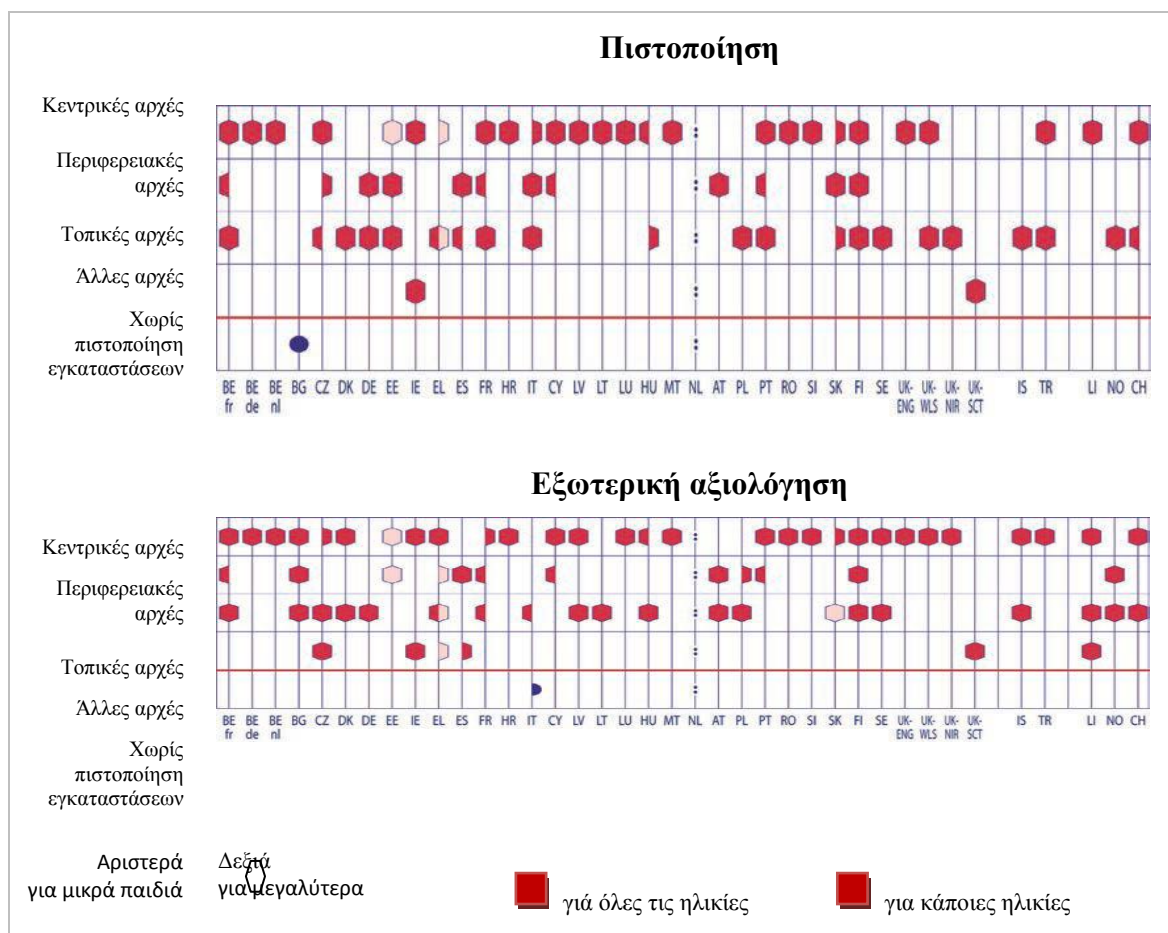 Πιστοποίηση
Κεντρικές αρχές
Περιφερειακές
αρχές
Τοπικές αρχές
Άλλες αρχές
Χωρίς
πιστοποίηση
εγκαταστάσεων
BE BE BE BG CZ DK DE EE IE EL ES FR HR IT CY LV LT LU HU MT NL AT PL PT RO SI SK FI SE UK- UK- UK- UK- IS TR LI NO CH
fr de nl ENG WLS NIR SCT
Εξωτερική αξιολόγηση
Κεντρικές αρχές
Περιφερειακές
αρχές
Τοπικές αρχές
Άλλες αρχές
BE BE BE BG CZ DK DE EE IE EL ES FR HR IT CY LV LT LU HU MT NL AT PL PT RO SI SK FI SE UK- UK- UK- UK- IS TR LI NO CH
fr de nl ENG WLS NIR SCT
Χωρίς
πιστοποίηση
εγκαταστάσεων
Αριστερά
για μικρά παιδιά
Δεξιά
για μεγαλύτερα
γιά όλες τις ηλικίες
για κάποιες ηλικίες